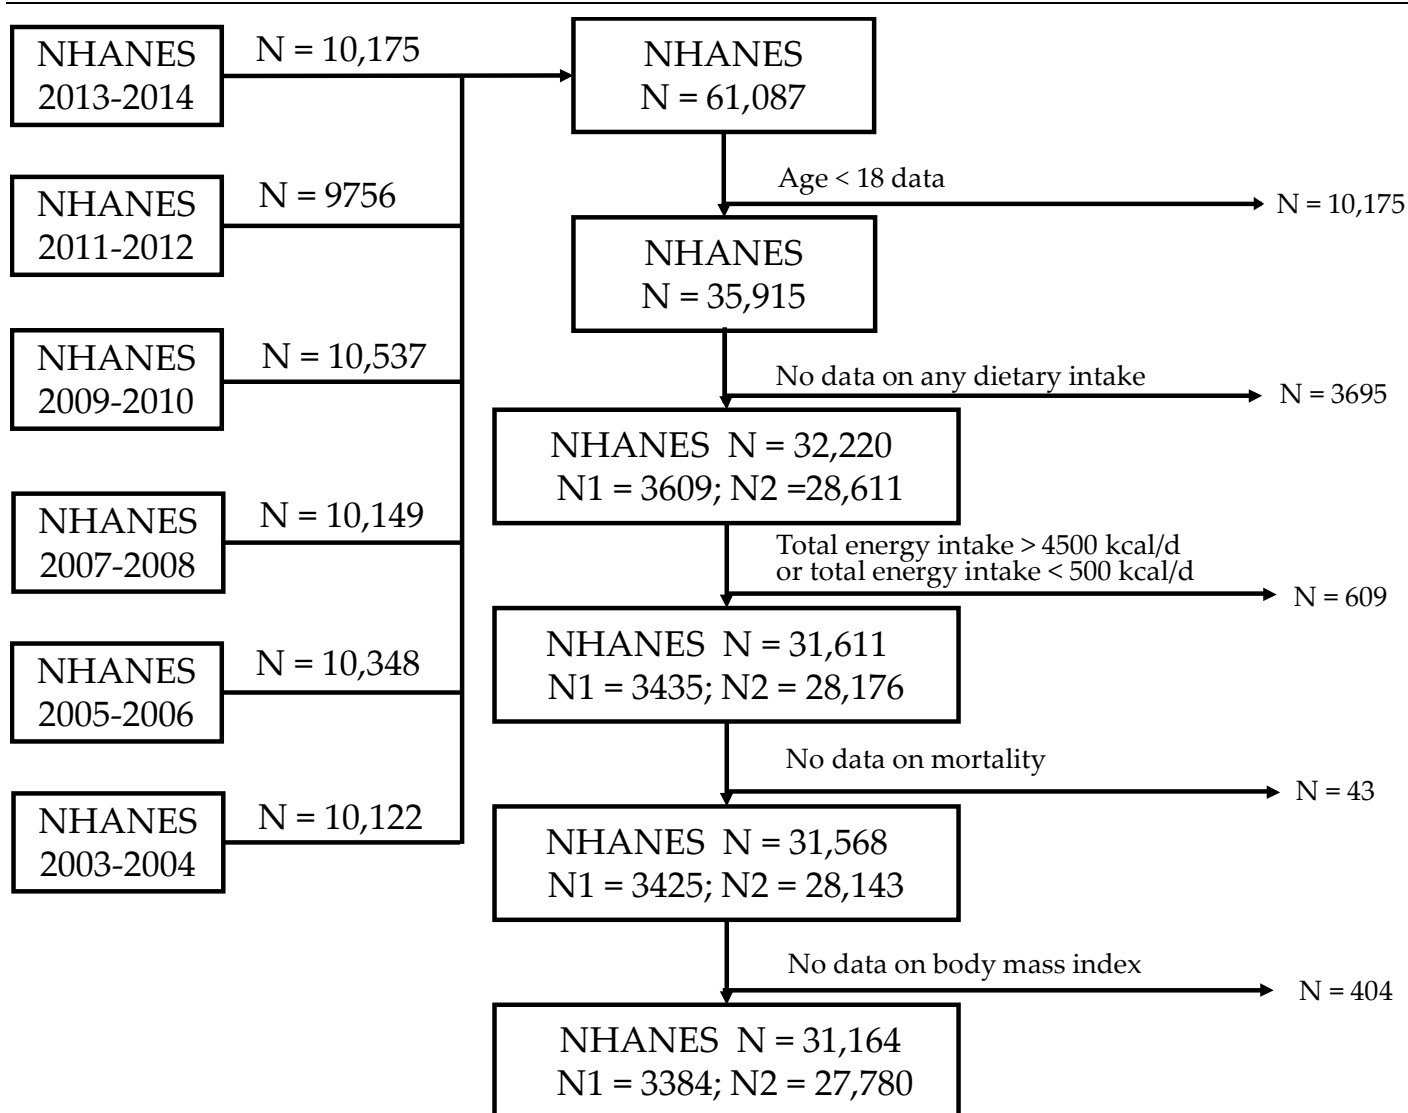 NHANES
2013-2014
N = 10,175
NHANES
2011-2012
N = 9756
NHANES
2009-2010
N = 10,537
NHANES
2007-2008
N = 10,149
NHANES
2005-2006
N = 10,348
NHANES
2003-2004
N = 10,122
NHANES
N = 61,087
Age < 18 data
N = 10,175
NHANES
N = 35,915
No data on any dietary intake
N = 3695
NHANES N = 32,220
N1 = 3609; N2 =28,611
Total energy intake > 4500 kcal/d
or total energy intake < 500 kcal/d
N = 609
NHANES N = 31,611
N1 = 3435; N2 = 28,176
No data on mortality
N = 43
NHANES N = 31,568
N1 = 3425; N2 = 28,143
No data on body mass index
N = 404
NHANES N = 31,164
N1 = 3384; N2 = 27,780